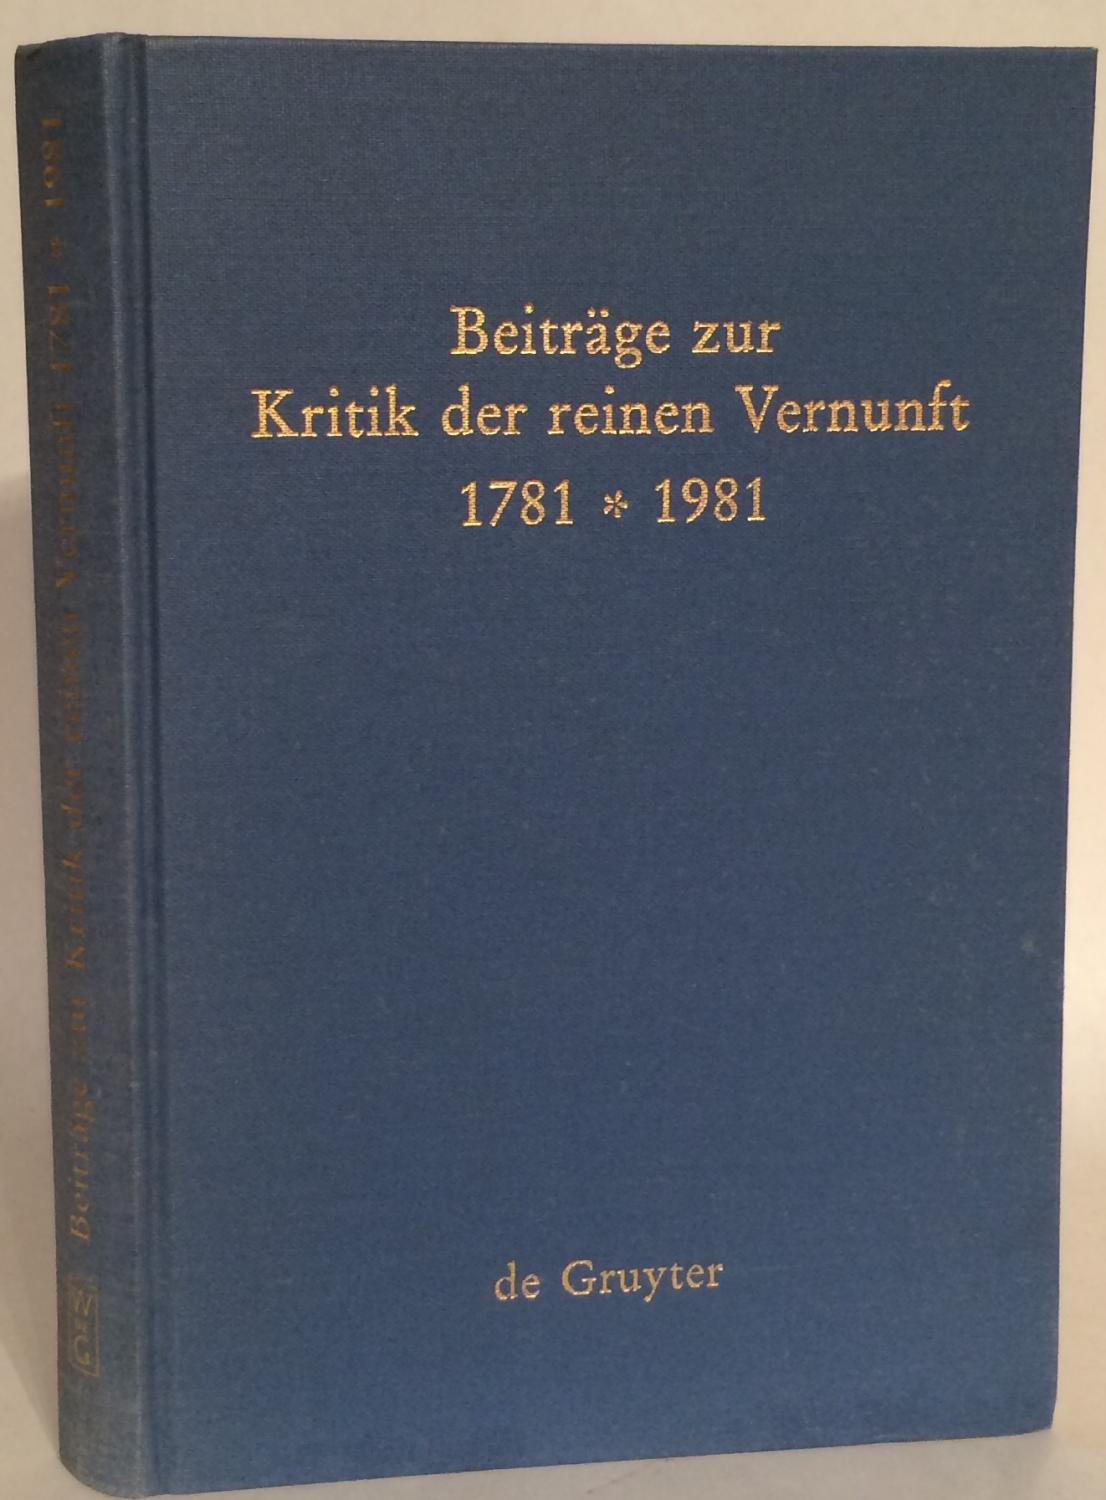 Beiträge zur
Kritik der reinen Vernunft
1781 * 1981
de Gruyter
Beiträge zur Kritik der reinen Vernunft 1781 * 1981